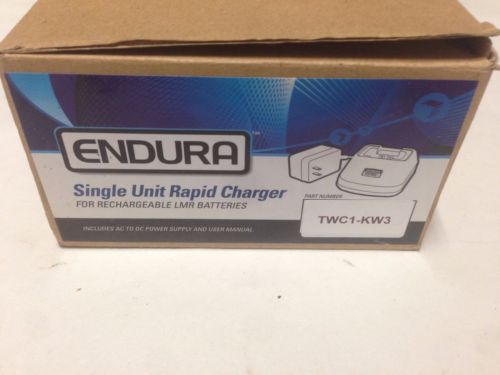 ENDURA
™
Single Unit Rapid Charger
FOR RECHARGEABLE LMR BATTERIES
INCLUDES AC TO DC POWER SUPPLY AND USER MANUAL
PART NUMBER
TWC1-KW3